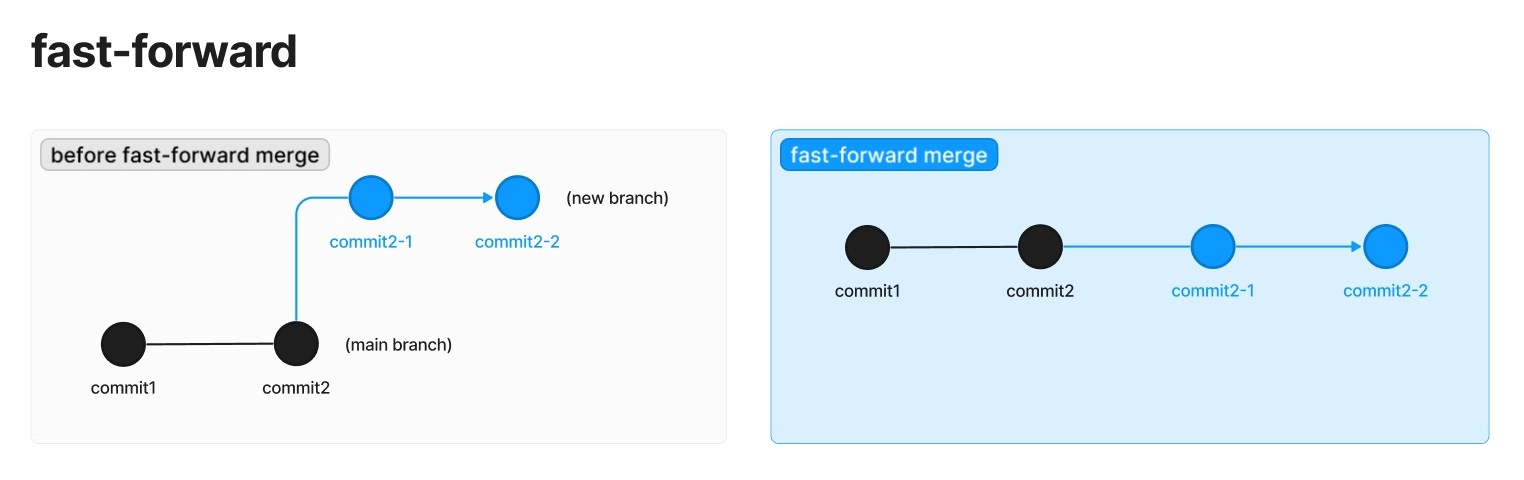 fast-forward
before fast-forward merge
(new branch)
commit2-1
commit2-2
(main branch)
commit1
commit2
fast-forward merge
commit1
commit2
commit2-1
commit2-2